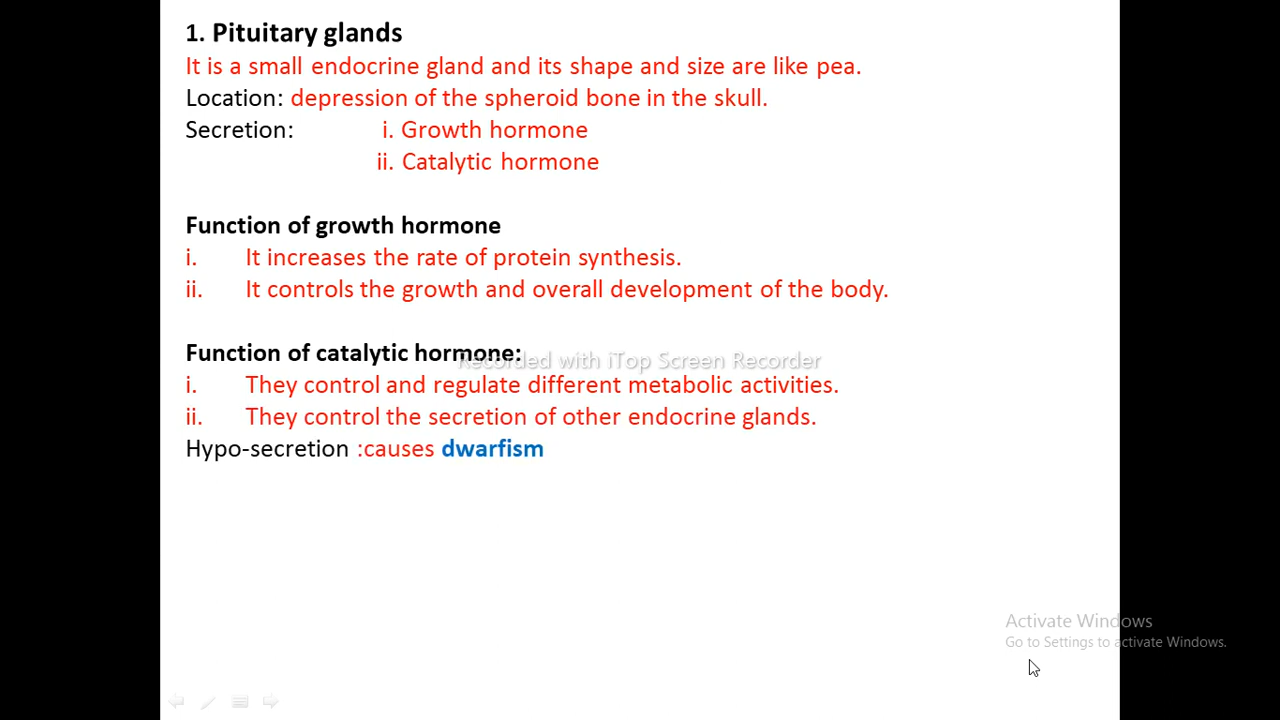 1. Pituitary glands
It is a small endocrine gland and its shape and size are like pea.
Location: depression of the spheroid bone in the skull.
Secretion: i. Growth hormone
ii. Catalytic hormone
Function of growth hormone
i. It increases the rate of protein synthesis.
ii. It controls the growth and overall development of the body.
Function of catalytic hormone:
Recorded with iTop Screen Recorder
i. They control and regulate different metabolic activities.
ii. They control the secretion of other endocrine glands.
Hypo-secretion :causes dwarfism
Activate Windows
Go to Settings to activate Windows.